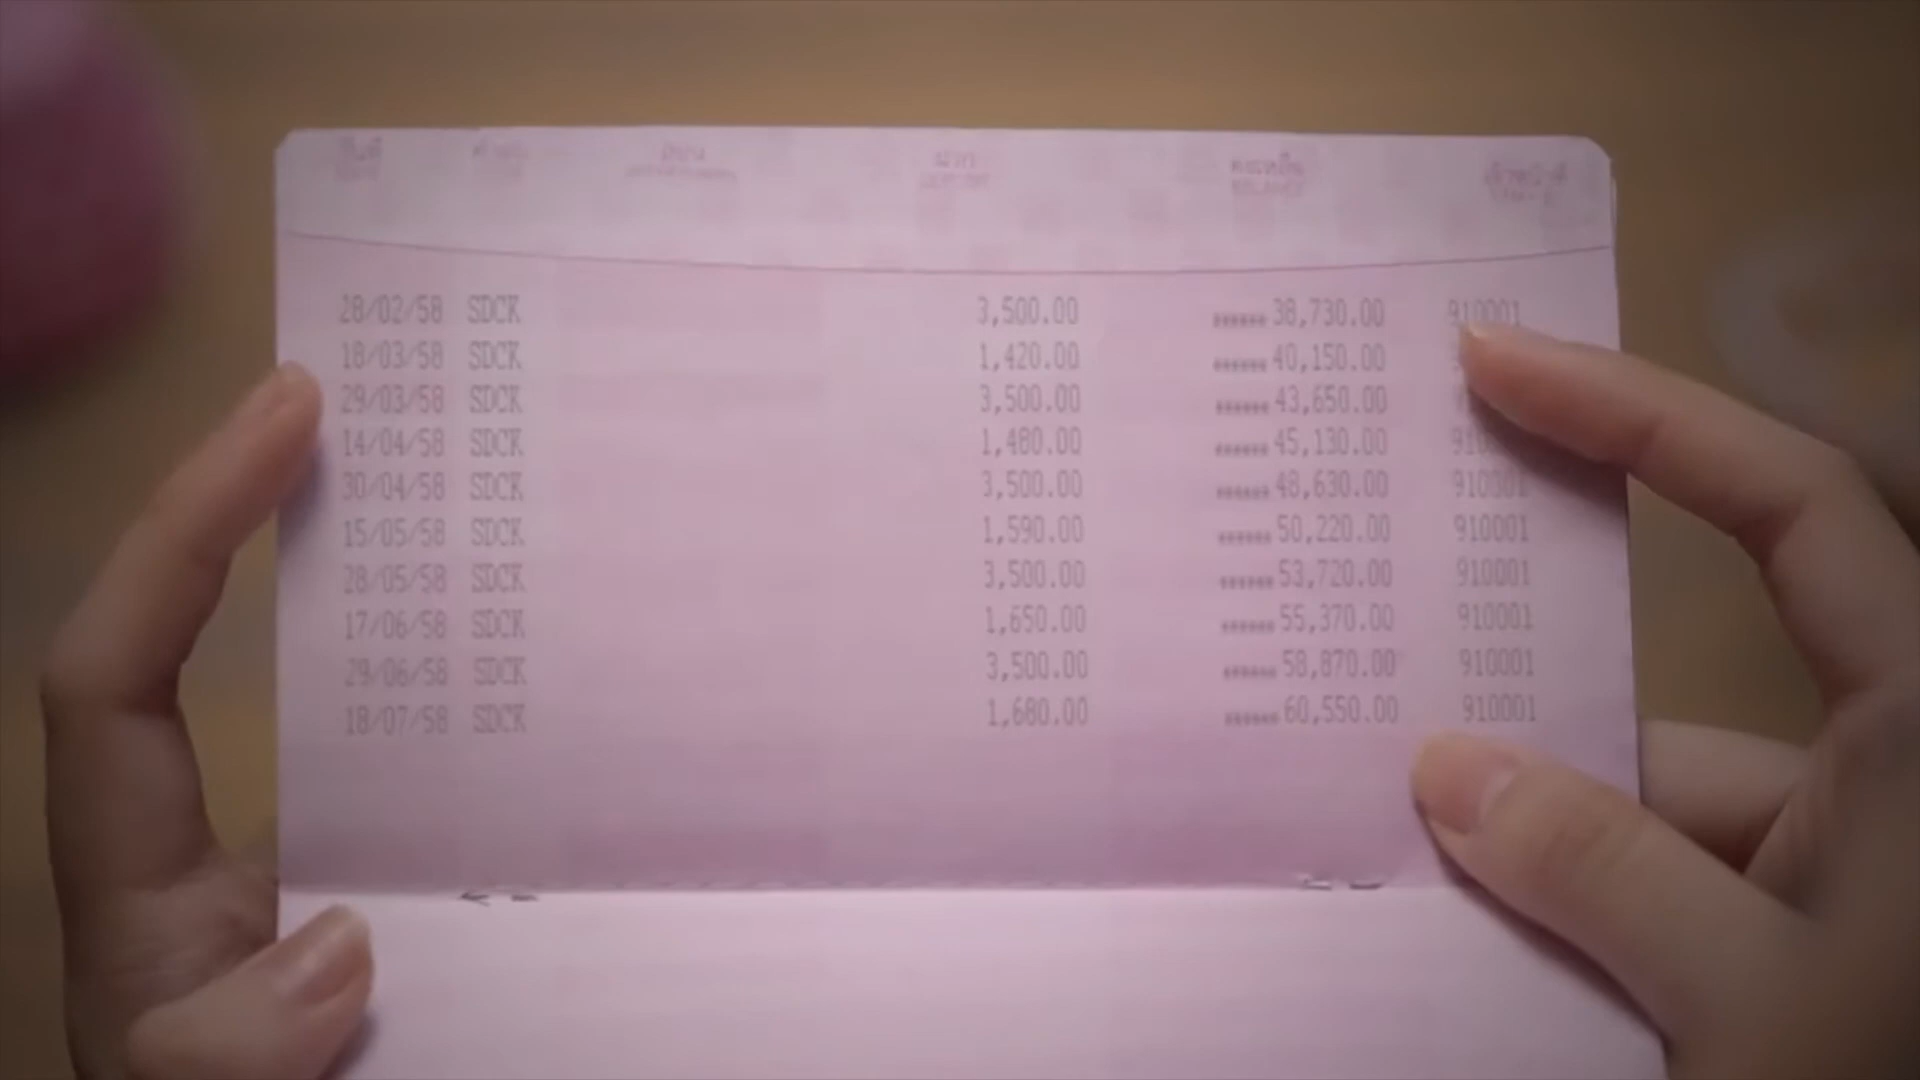 28/02/58 SDCK 3,500.00 ******38,730.00 910001
18/03/58 SDCK 1,420.00 ******40,150.00
29/03/58 SDCK 3,500.00 ******43,650.00
14/04/58 SDCK 1,480.00 ******45,130.00
30/04/58 SDCK 3,500.00 ******48,630.00 910001
15/05/58 SDCK 1,590.00 ******50,220.00 910001
28/05/58 SDCK 3,500.00 ******53,720.00 910001
17/06/58 SDCK 1,650.00 ******55,370.00 910001
29/06/58 SDCK 3,500.00 ******58,870.00 910001
18/07/58 SDCK 1,680.00 ******60,550.00 910001